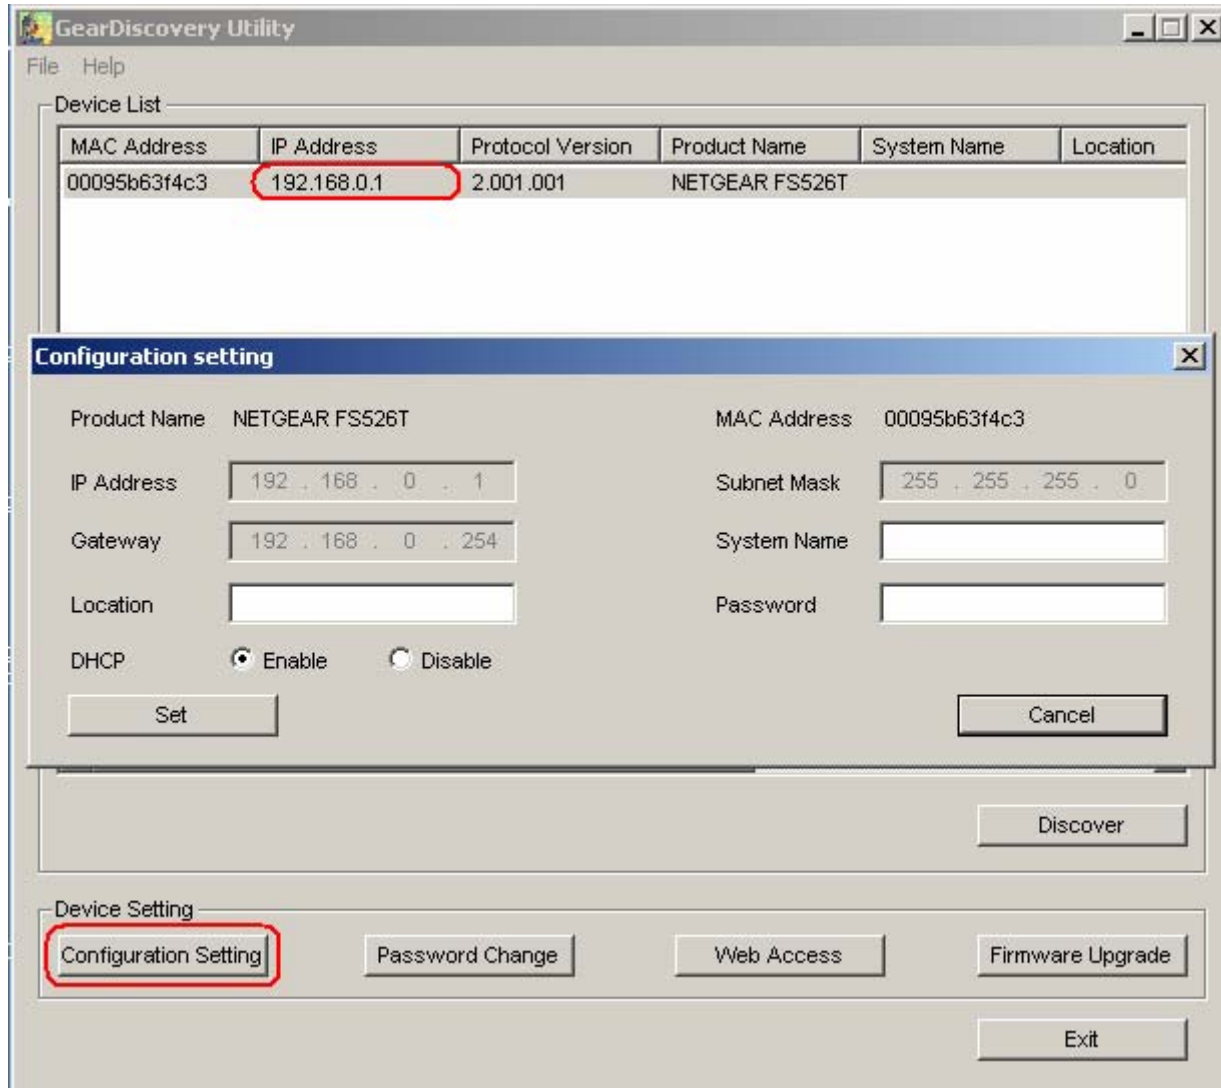 GearDiscovery Utility
File Help
Device List
MAC Address IP Address Protocol Version Product Name System Name Location
00095b63f4c3 192.168.0.1 2.001.001 NETGEAR FS526T
Configuration setting
Product Name NETGEAR FS526T MAC Address 00095b63f4c3
IP Address 192 . 168 . 0 . 1 Subnet Mask 255 . 255 . 255 . 0
Gateway 192 . 168 . 0 . 254 System Name
Location Password
DHCP Enable Disable
Set Cancel
Discover
Device Setting
Configuration Setting Password Change Web Access Firmware Upgrade
Exit